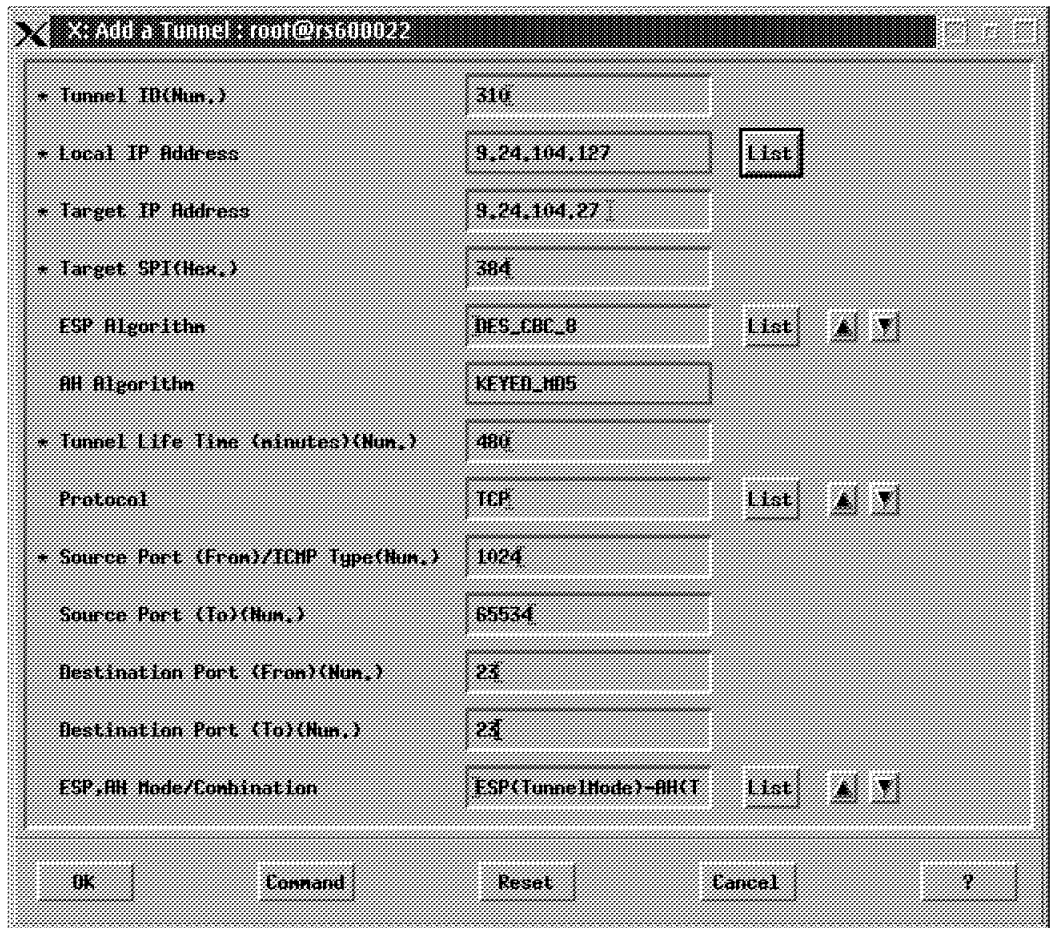 X: Add a Tunnel : root@rs600022
* Tunnel ID(Num.) 310
* Local IP Address 9.24.104.127 List
* Target IP Address 9.24.104.27
* Target SPI(Hex.) 384
ESP Algorithm DES_CBC_8 List ▲ ▼
AH Algorithm KEYED_MD5
* Tunnel Life Time (minutes)(Num.) 480
Protocol TCP List ▲ ▼
* Source Port (From)/ICMP Type(Num.) 1024
Source Port (To)(Num.) 65534
Destination Port (From)(Num.) 23
Destination Port (To)(Num.) 23
ESP,AH Mode/Combination ESP(TunnelMode)-AH(T List ▲ ▼
OK Command Reset Cancel ?